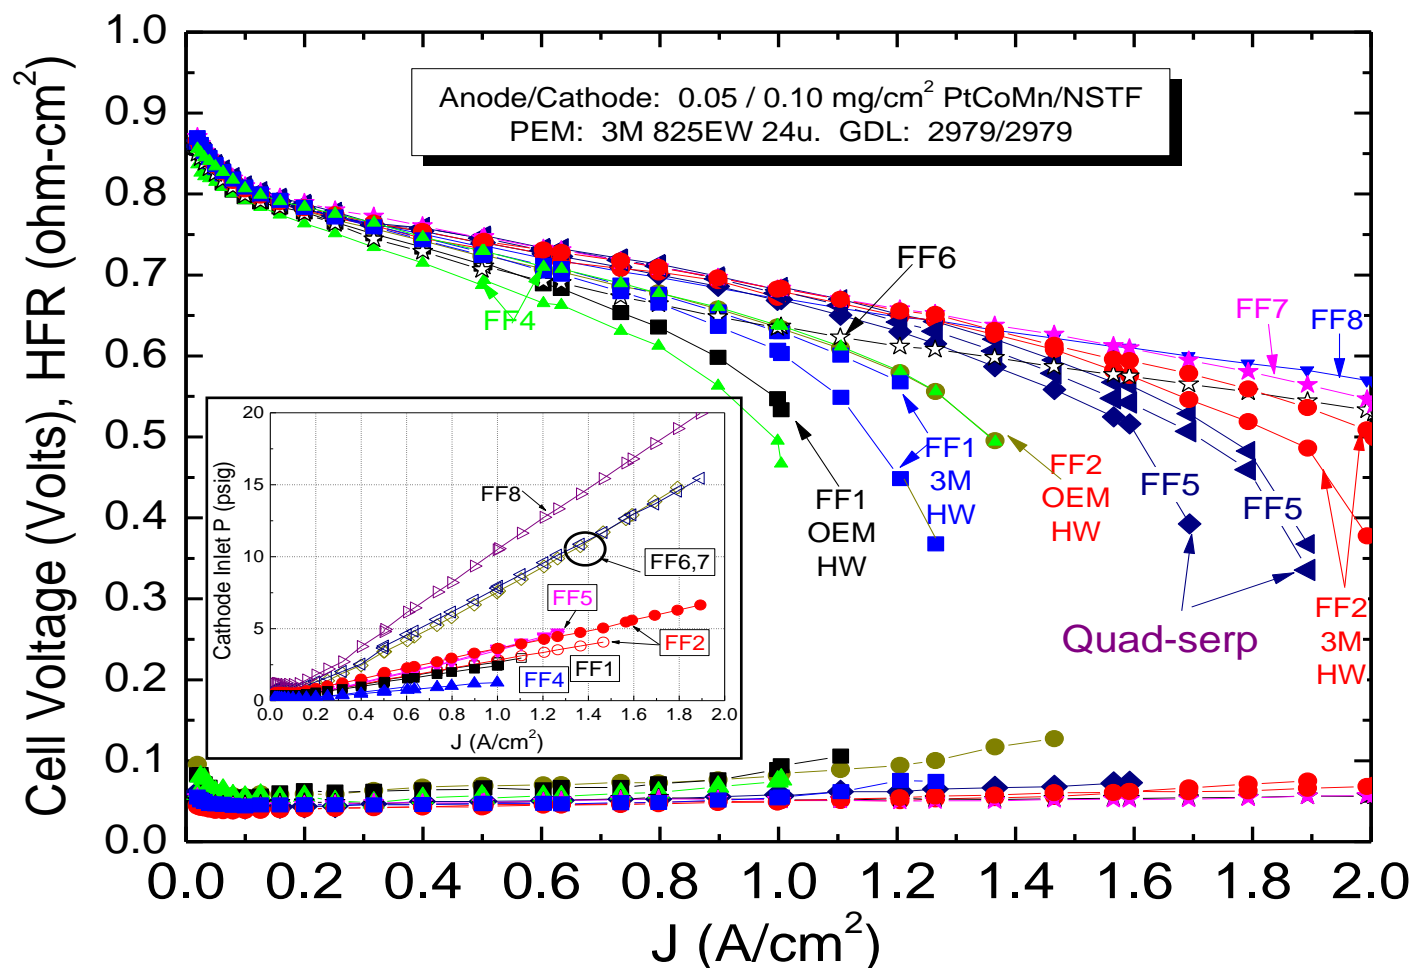 1.0
0.9
0.8
0.7
0.6
0.5
0.4
0.3
0.2
0.1
0.0
Cell Voltage (Volts), HFR (ohm-cm²)
Anode/Cathode: 0.05 / 0.10 mg/cm² PtCoMn/NSTF
PEM: 3M 825EW 24u. GDL: 2979/2979
FF4
FF6
FF7
FF8
FF1
OEM
HW
FF1
3M
HW
FF2
OEM
HW
FF5
FF5
Quad-serp
FF2
3M
HW
20
15
10
5
0
Cathode Inlet P (psig)
FF8
FF6,7
FF5
FF2
FF1
FF4
0.0 0.2 0.4 0.6 0.8 1.0 1.2 1.4 1.6 1.8 2.0
J (A/cm²)
0.0 0.2 0.4 0.6 0.8 1.0 1.2 1.4 1.6 1.8 2.0
J (A/cm²)